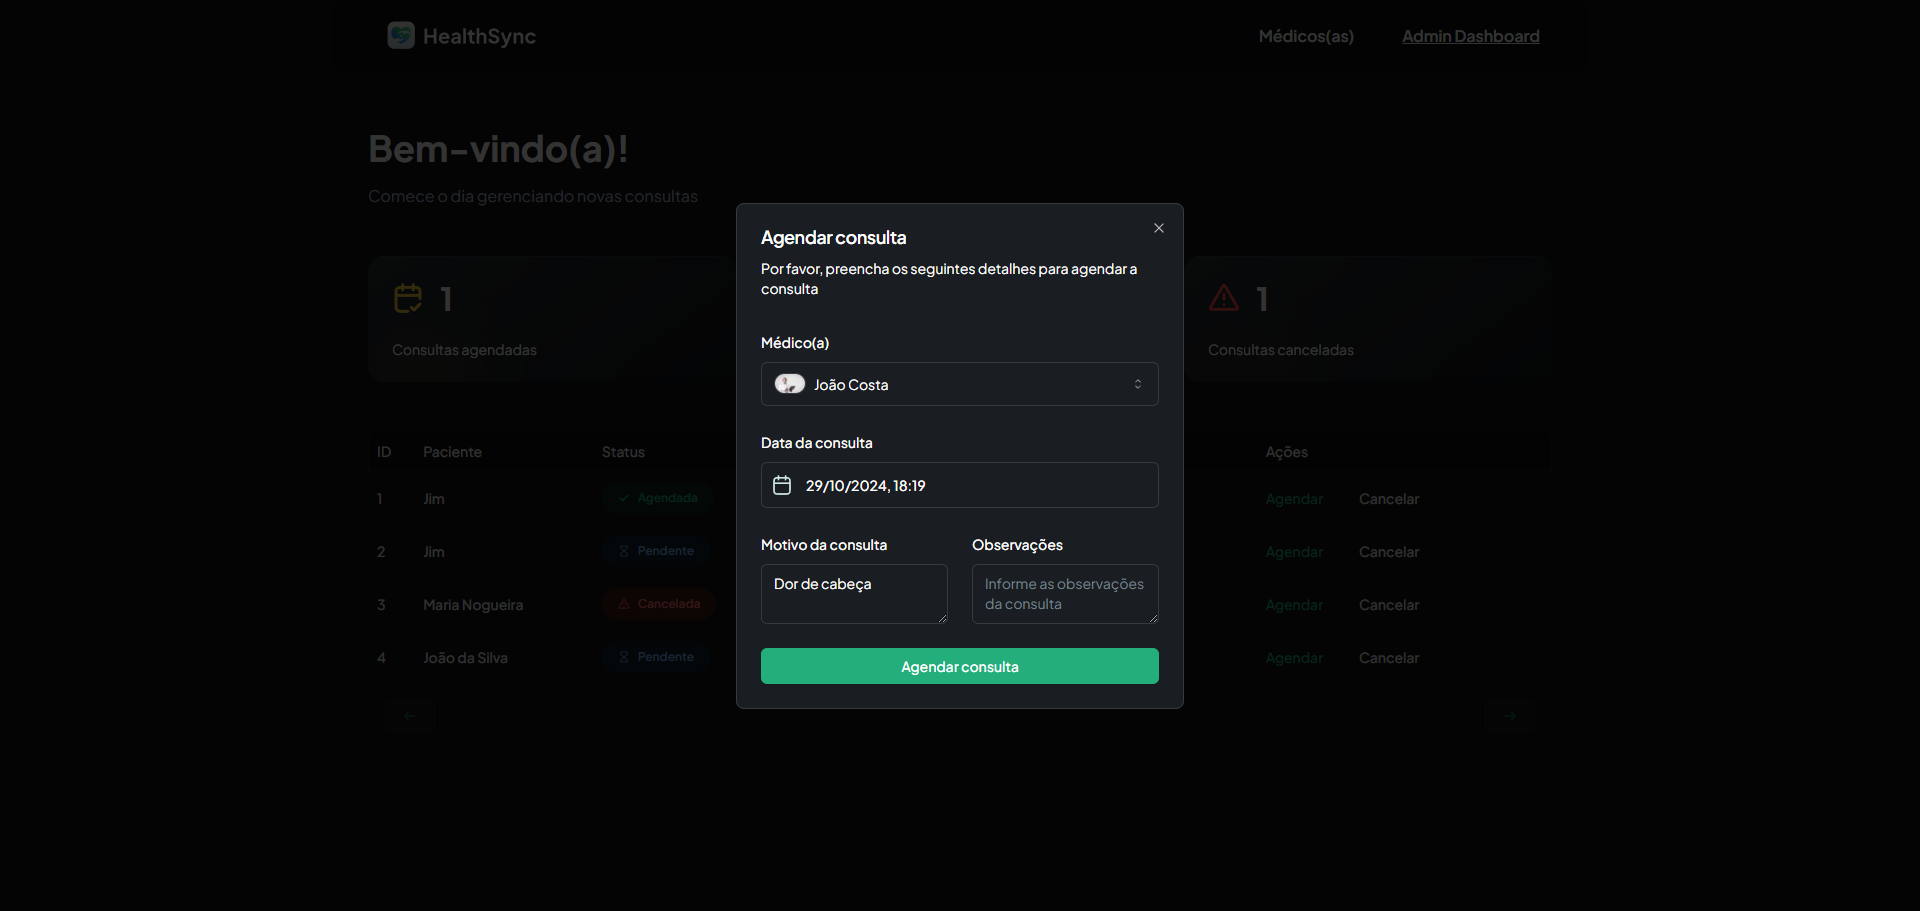 HealthSync
Médicos(as)
Admin Dashboard
Bem-vindo(a)!
Comece o dia gerenciando novas consultas
1
Consultas agendadas
1
Consultas canceladas
Agendar consulta
Por favor, preencha os seguintes detalhes para agendar a
consulta
Médico(a)
João Costa
Data da consulta
29/10/2024, 18:19
Motivo da consulta
Observações
Dor de cabeça
Informe as observações
da consulta
Agendar consulta
ID Paciente Status Ações
1 Jim Agendada Agendar Cancelar
2 Jim Pendente Agendar Cancelar
3 Maria Nogueira Cancelada Agendar Cancelar
4 João da Silva Pendente Agendar Cancelar